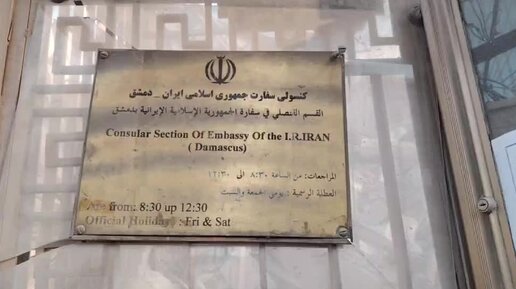 کنسولی سفارت جمهوری اسلامی ایران _ دمشق
القسم القنصلي في سفارة الجمهورية الإسلامية الإيرانية بدمشق
Consular Section Of Embassy Of the I.R.IRAN
( Damascus)
المراجعات: من الساعة ٨:٣٠ الى ١٢:٣٠
العطلة الرسمية : يومي الجمعة والسبت
from: 8:30 up 12:30
Official Holiday : Fri & Sat